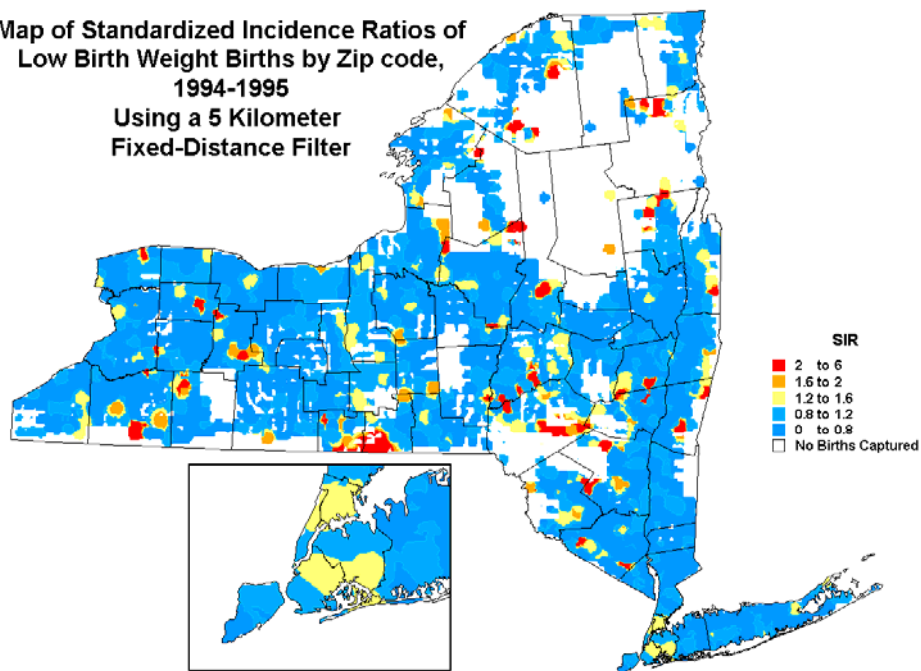 Map of Standardized Incidence Ratios of
Low Birth Weight Births by Zip code,
1994-1995
Using a 5 Kilometer
Fixed-Distance Filter
SIR
2 to 6
1.6 to 2
1.2 to 1.6
0.8 to 1.2
0 to 0.8
No Births Captured